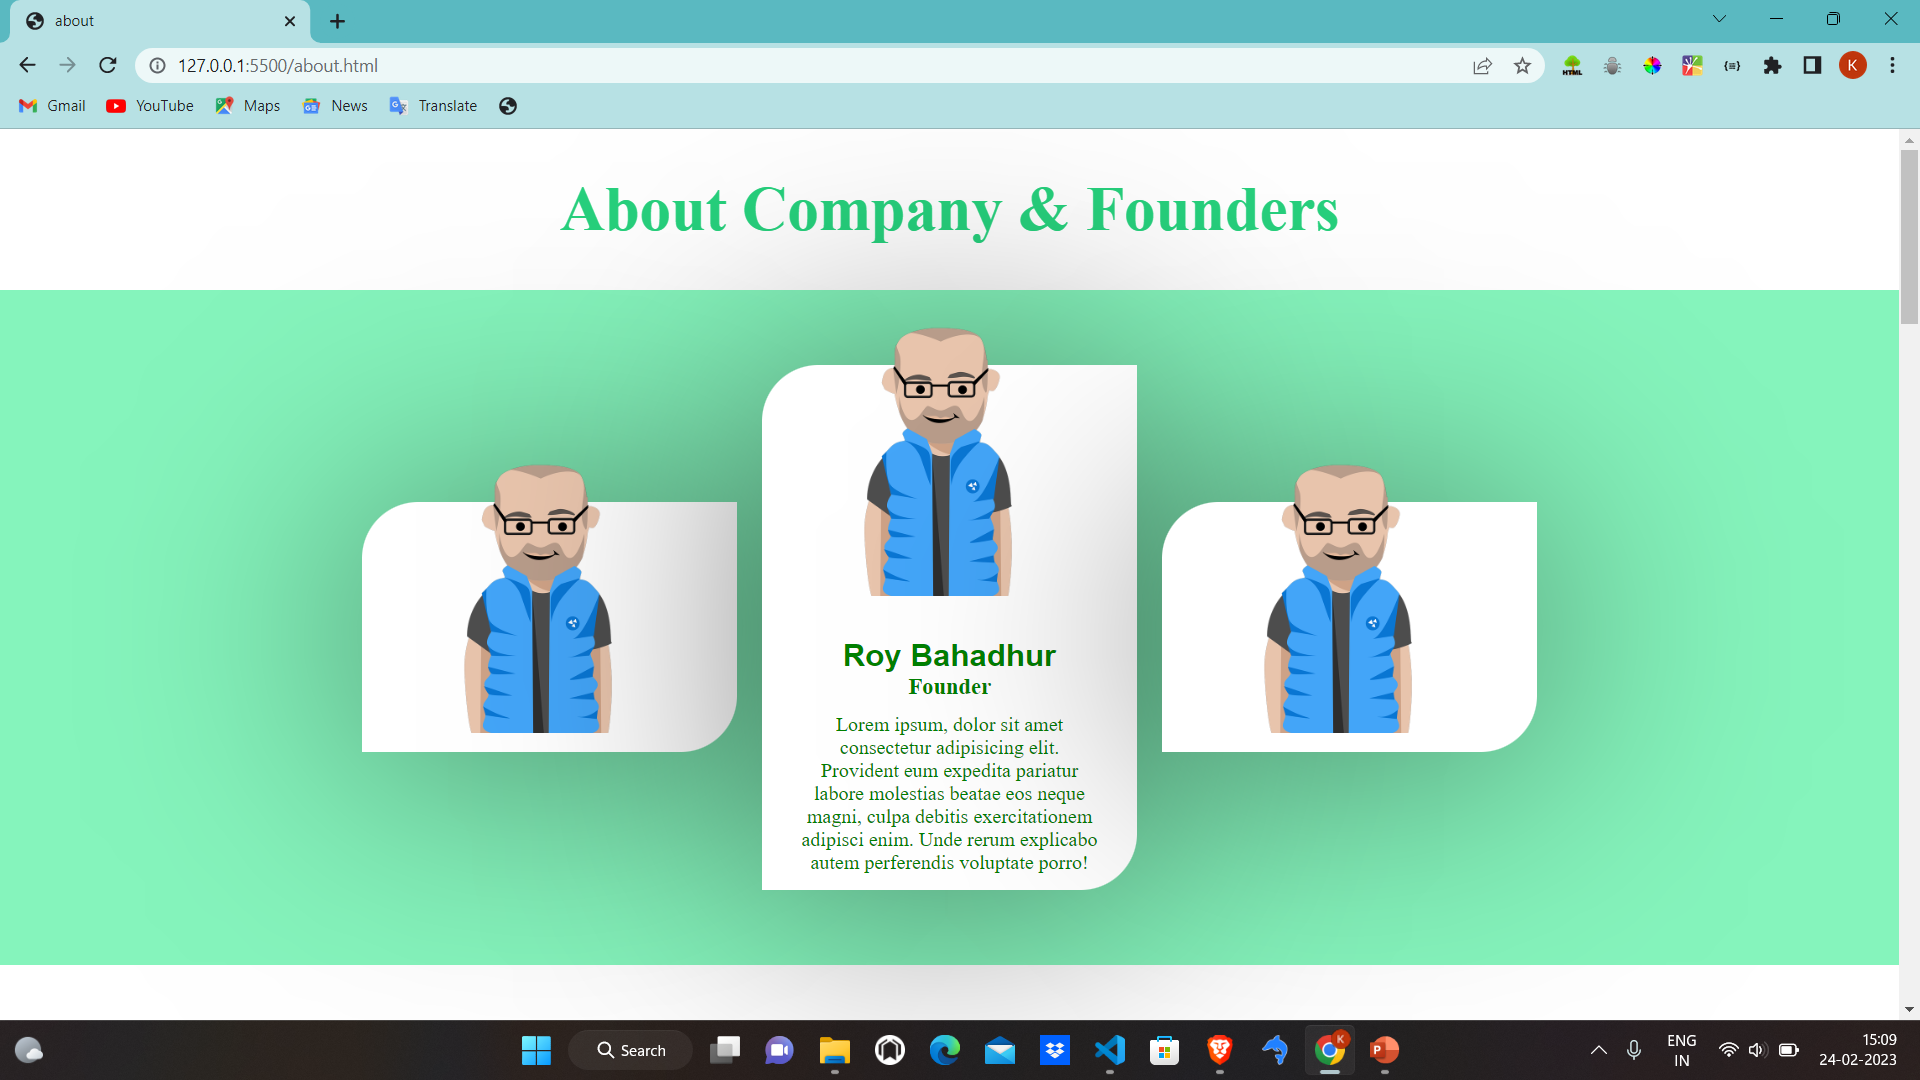 about
127.0.0.1:5500/about.html
HTML
K
Gmail
YouTube
Maps
News
Translate
About Company & Founders
Roy Bahadhur
Founder
Lorem ipsum, dolor sit amet
consectetur adipisicing elit.
Provident eum expedita pariatur
labore molestias beatae eos neque
magni, culpa debitis exercitationem
adipisci enim. Unde rerum explicabo
autem perferendis voluptate porro!
Search
K
P
ENG
IN
15:09
24-02-2023